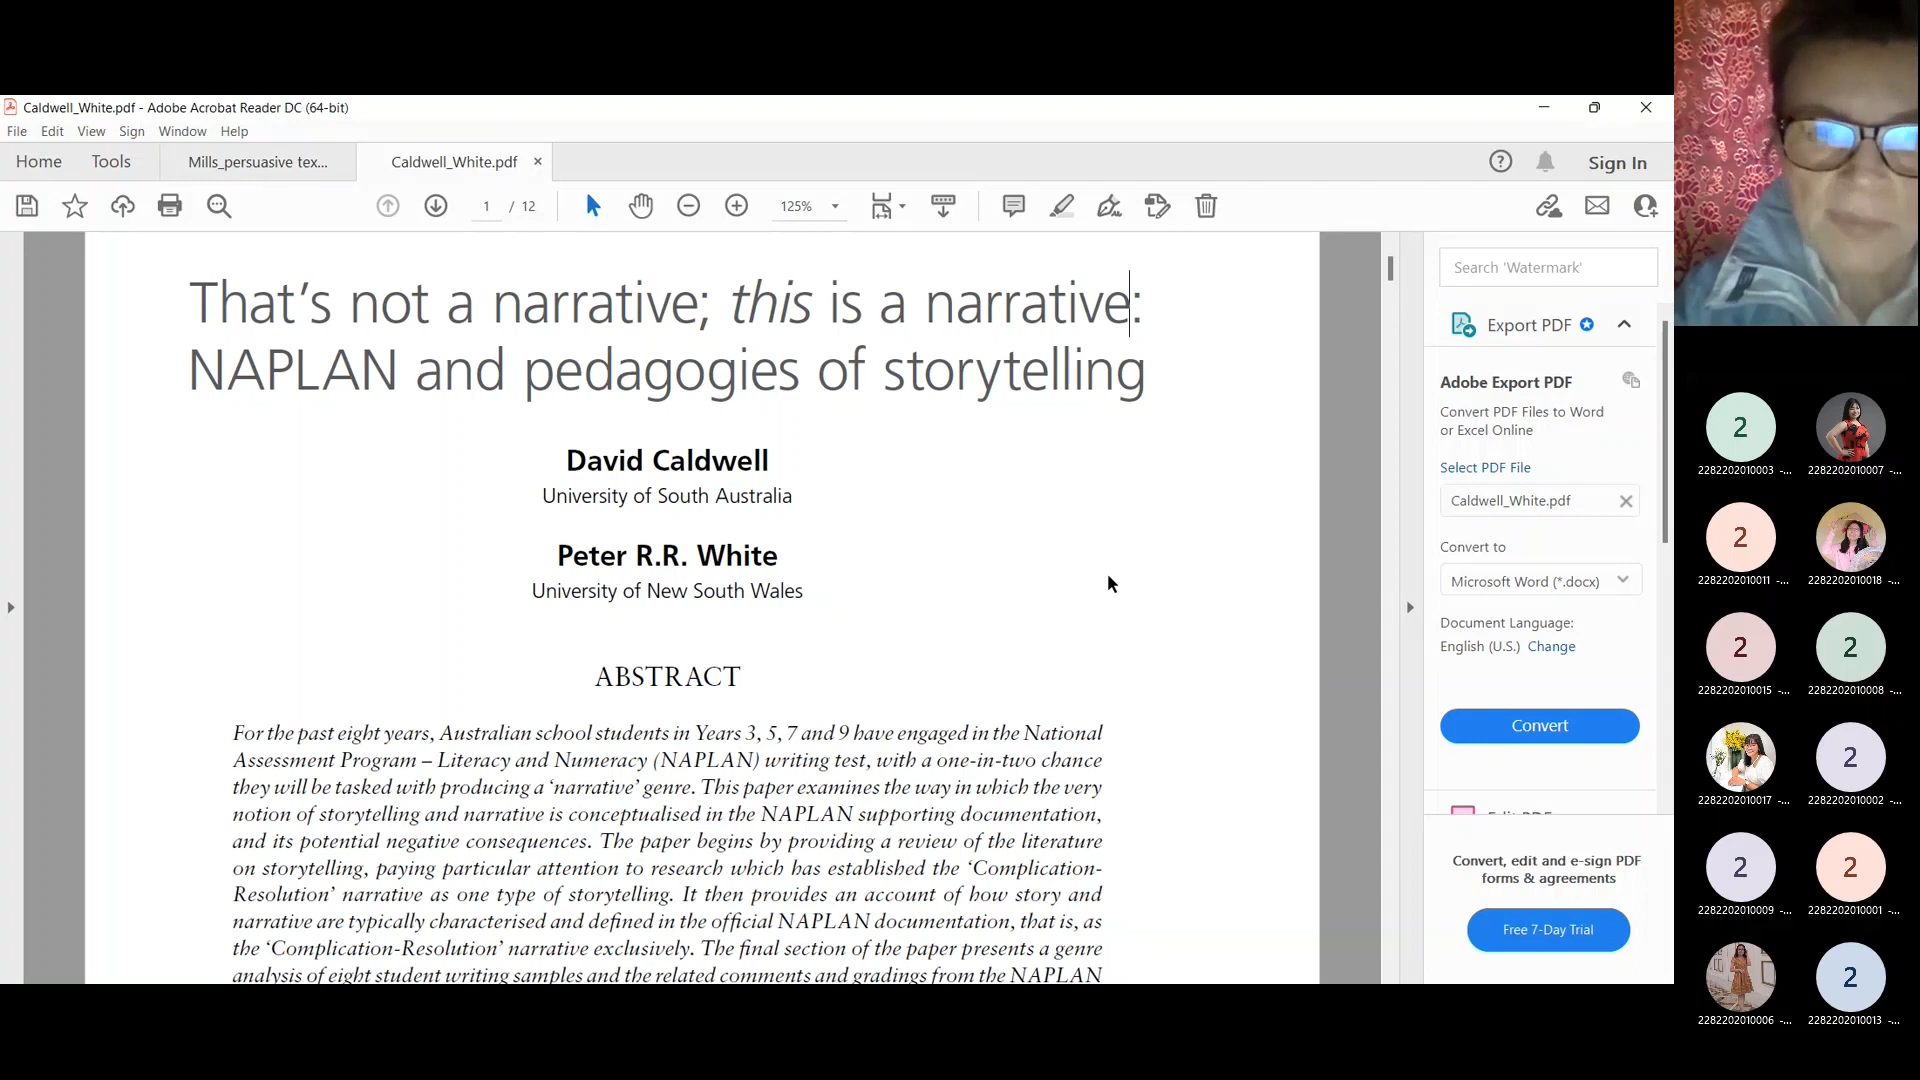 Caldwell_White.pdf - Adobe Acrobat Reader DC (64-bit)
File Edit View Sign Window Help
Home Tools Mills_persuasive tex... Caldwell_White.pdf × Sign In
1 / 12 125%
That's not a narrative; this is a narrative:
NAPLAN and pedagogies of storytelling
David Caldwell
University of South Australia
Peter R.R. White
University of New South Wales
ABSTRACT
For the past eight years, Australian school students in Years 3, 5, 7 and 9 have engaged in the National
Assessment Program – Literacy and Numeracy (NAPLAN) writing test, with a one-in-two chance
they will be tasked with producing a ‘narrative’ genre. This paper examines the way in which the very
notion of storytelling and narrative is conceptualised in the NAPLAN supporting documentation,
and its potential negative consequences. The paper begins by providing a review of the literature
on storytelling, paying particular attention to research which has established the ‘Complication-
Resolution’ narrative as one type of storytelling. It then provides an account of how story and
narrative are typically characterised and defined in the official NAPLAN documentation, that is, as
the ‘Complication-Resolution’ narrative exclusively. The final section of the paper presents a genre
analysis of eight student writing samples and the related comments and gradings from the NAPLAN
Search 'Watermark'
Export PDF
Adobe Export PDF
Convert PDF Files to Word
or Excel Online
Select PDF File
Caldwell_White.pdf
Convert to
Microsoft Word (*.docx)
Document Language:
English (U.S.) Change
Convert
Edit PDF
Convert, edit and e-sign PDF
forms & agreements
Free 7-Day Trial
2
2282202010003 -... 2282202010007 -...
2
2282202010011 -... 2282202010018 -...
2 2
2282202010015 -... 2282202010008 -...
2
2282202010017 -... 2282202010002 -...
2 2
2282202010009 -... 2282202010001 -...
2
2282202010006 -... 2282202010013 -...